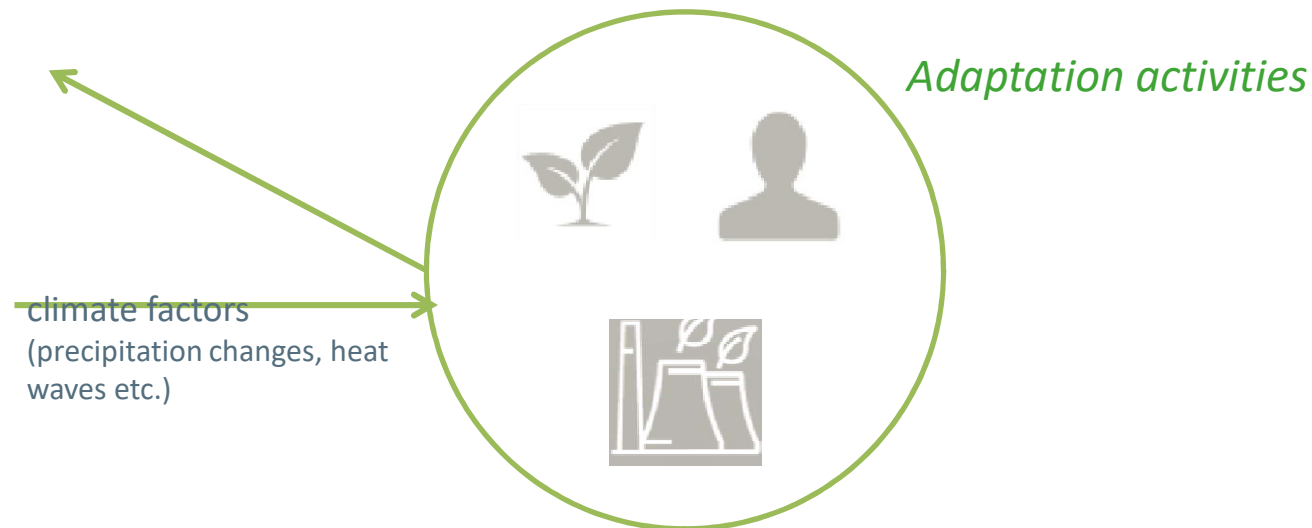 Adaptation activities
climate factors
(precipitation changes, heat
waves etc.)